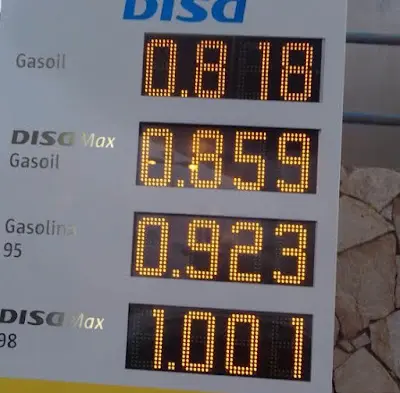 DISA
Gasoil
0.818
DISA Max
Gasoil
0.859
Gasolina
95
0.923
DISA Max
98
1.001